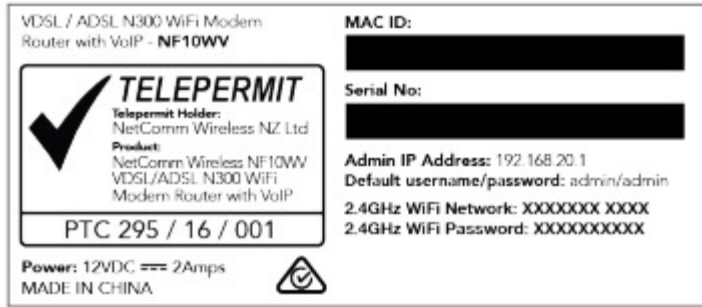 VDSL / ADSL N300 WiFi Modem
Router with VoIP - NF10WV
TELEPERMIT
Telepermit Holder:
NetComm Wireless NZ Ltd
Product:
NetComm Wireless NF10WV
VDSL/ADSL N300 WiFi
Modem Router with VoIP
PTC 295 / 16 / 001
Power: 12VDC ⎓ 2Amps
MADE IN CHINA
MAC ID:
Serial No:
Admin IP Address: 192.168.20.1
Default username/password: admin/admin
2.4GHz WiFi Network: XXXXXXX XXXX
2.4GHz WiFi Password: XXXXXXXXXX